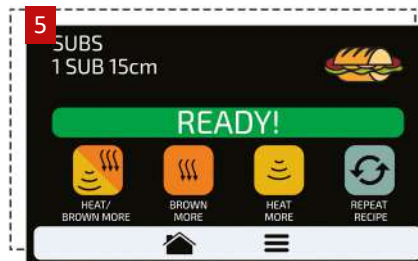 5
SUBS
1 SUB 15cm
READY!
HEAT/
BROWN MORE
BROWN
MORE
HEAT
MORE
REPEAT
RECIPE